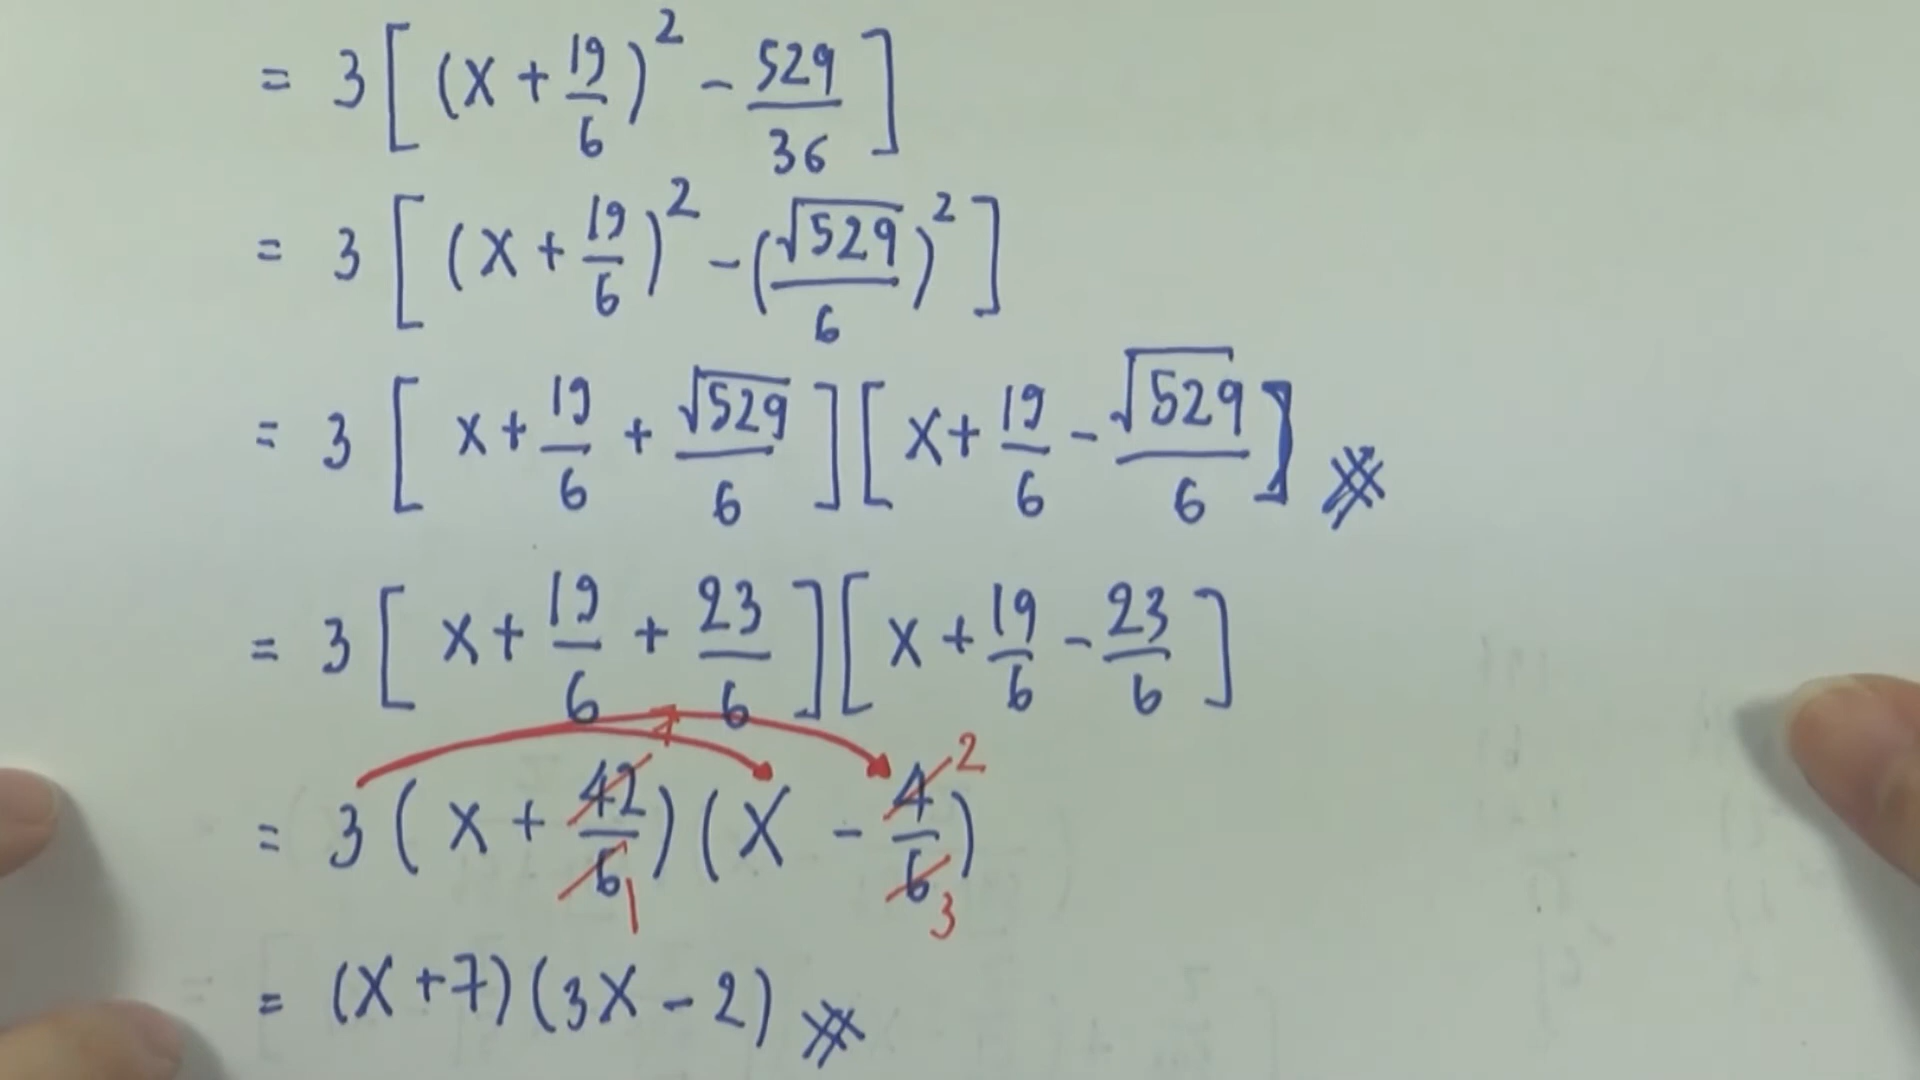 = 3[(x + 19/6)² - 529/36]
= 3[(x + 19/6)² - (√529/6)²]
= 3[x + 19/6 + √529/6][x + 19/6 - √529/6]
= 3[x + 19/6 + 23/6][x + 19/6 - 23/6]
= 3(x + 42/6)(x - 4/6)
7 1 2 3
= (x + 7)(3x - 2)